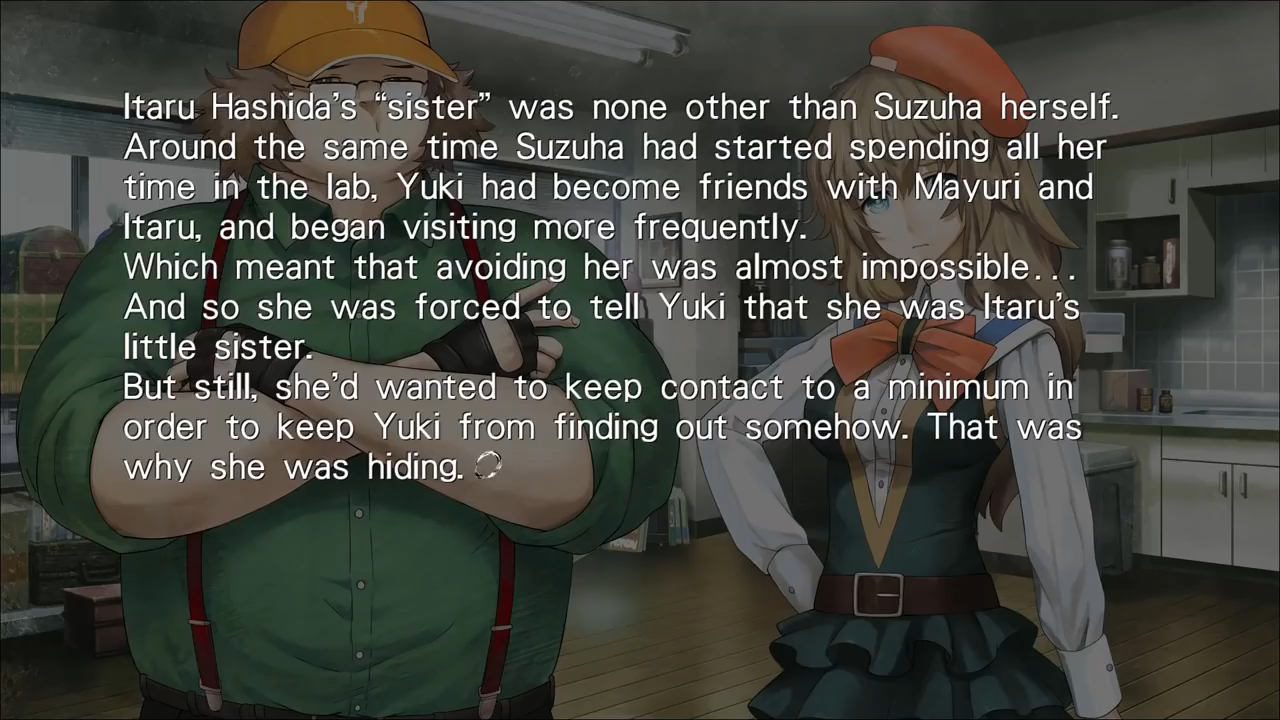 Itaru Hashida's “sister” was none other than Suzuha herself.
Around the same time Suzuha had started spending all her
time in the lab, Yuki had become friends with Mayuri and
Itaru, and began visiting more frequently.
Which meant that avoiding her was almost impossible...
And so she was forced to tell Yuki that she was Itaru's
little sister.
But still, she'd wanted to keep contact to a minimum in
order to keep Yuki from finding out somehow. That was
why she was hiding.